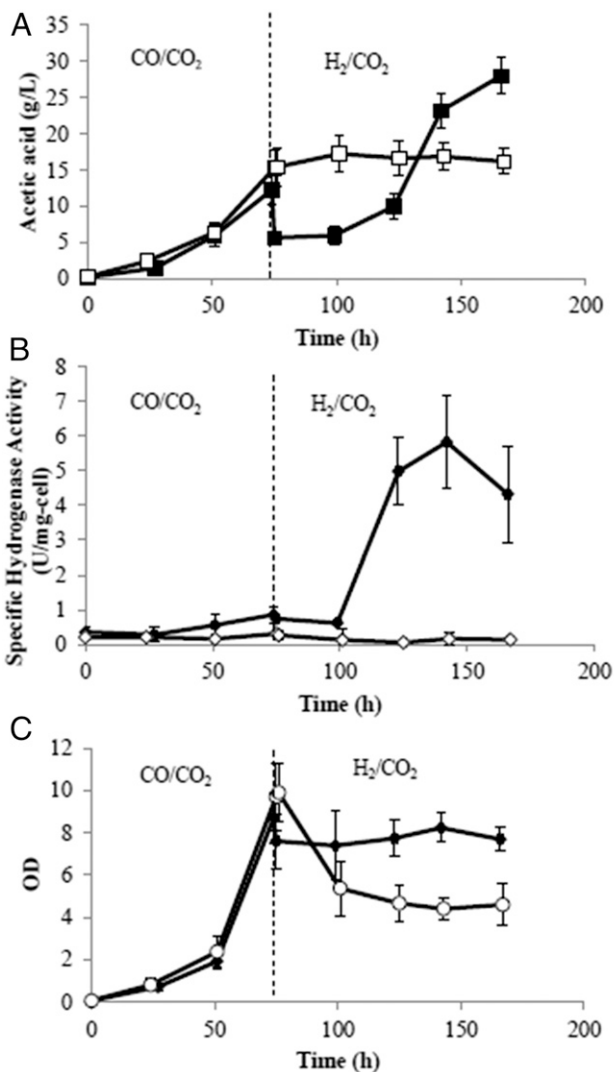 A
Acetic acid (g/L)
35
30
25
20
15
10
5
0
CO/CO₂
H₂/CO₂
0
50
100
150
200
Time (h)
B
Specific Hydrogenase Activity
(U/mg-cell)
8
7
6
5
4
3
2
1
0
CO/CO₂
H₂/CO₂
0
50
100
150
200
Time (h)
C
OD
12
10
8
6
4
2
0
CO/CO₂
H₂/CO₂
0
50
100
150
200
Time (h)